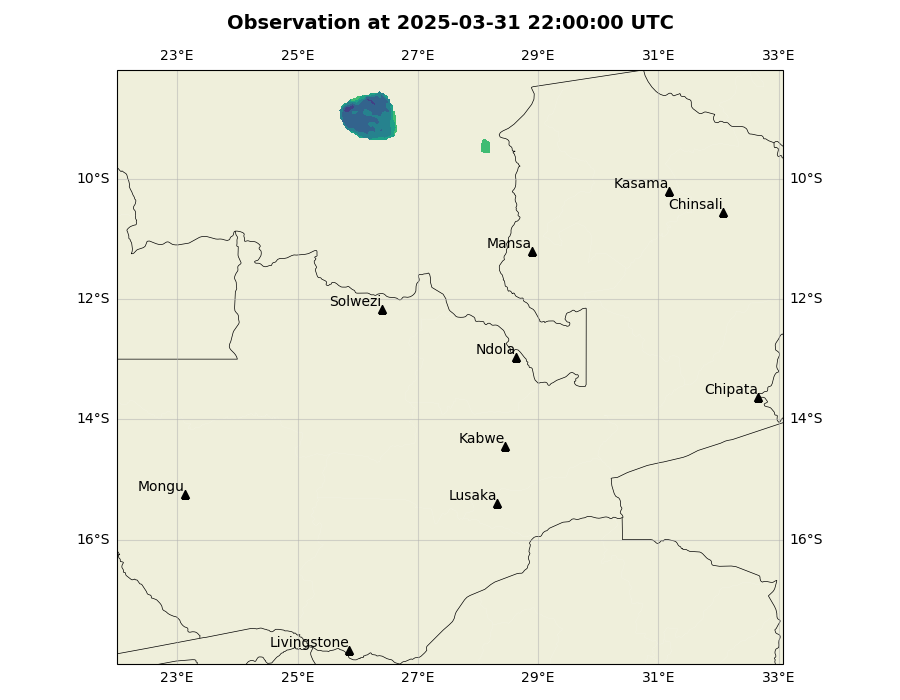 Observation at 2025-03-31 22:00:00 UTC
23°E 25°E 27°E 29°E 31°E 33°E
10°S 10°S
Kasama
Chinsali
Mansa
12°S 12°S
Solwezi
Ndola
Chipata
14°S 14°S
Kabwe
Mongu
Lusaka
16°S 16°S
Livingstone
23°E 25°E 27°E 29°E 31°E 33°E